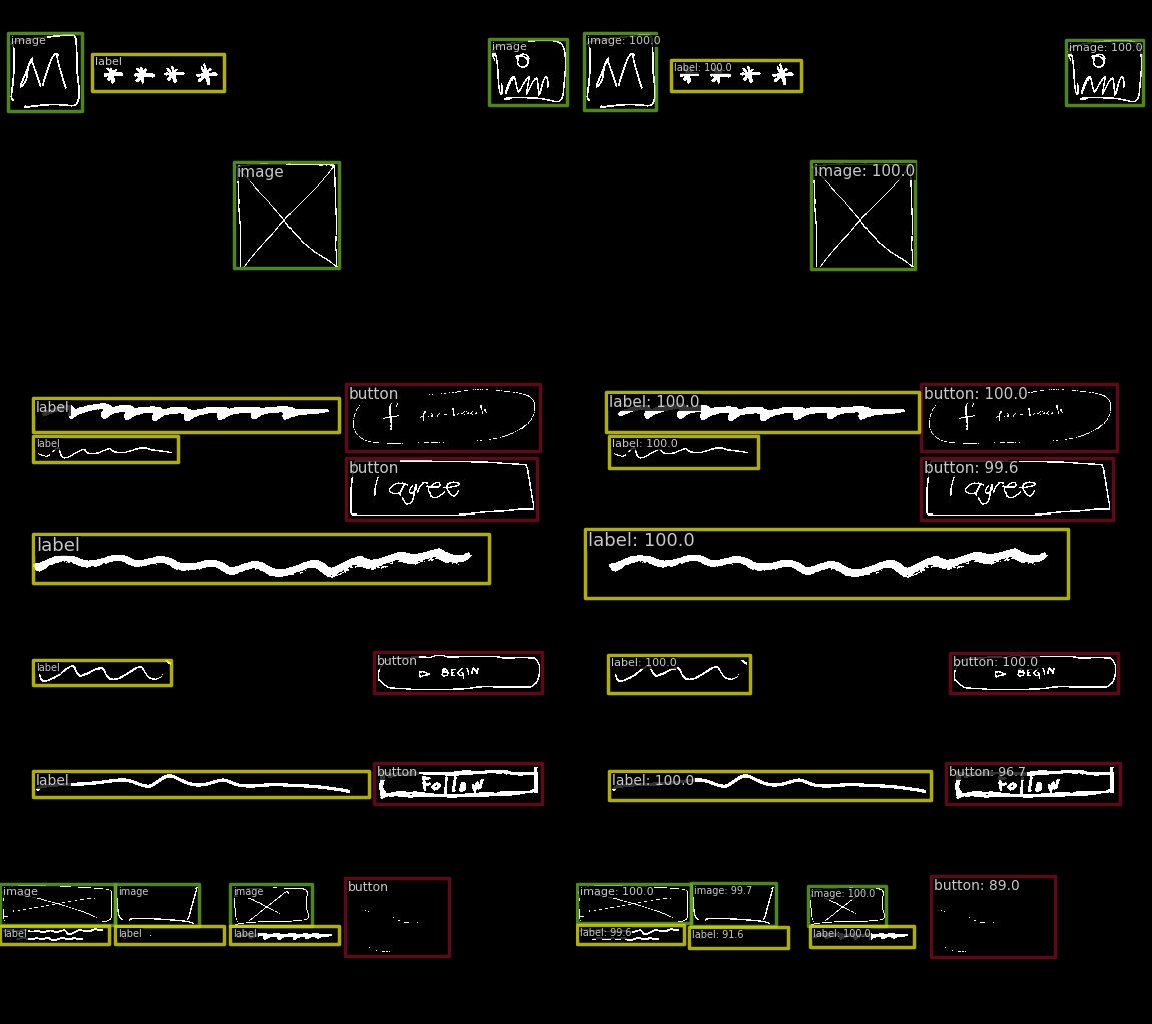 image image: 100.0
label label: 100.0
image image: 100.0
image image: 100.0
label label: 100.0
button button: 100.0
f facebook f facebook
label label: 100.0
button button: 99.6
I agree I agree
label label: 100.0
label label: 100.0
button button: 100.0
BEGIN BEGIN
label label: 100.0
button button: 96.7
Follow Follow
image image image button image: 100.0 image: 99.7 image: 100.0 button: 89.0
label label label label: 99.6 label: 91.6 label: 100.0